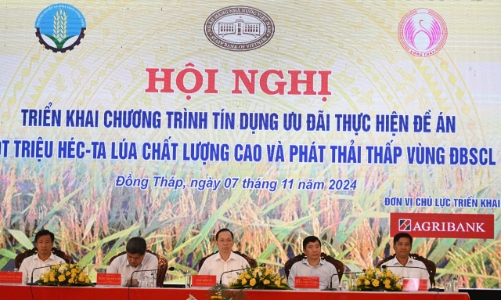 HỘI NGHỊ
TRIỂN KHAI CHƯƠNG TRÌNH TÍN DỤNG ƯU ĐÃI THỰC HIỆN ĐỀ ÁN
TRIỆU HÉC-TA LÚA CHẤT LƯỢNG CAO VÀ PHÁT THẢI THẤP VÙNG ĐBSCL
Đồng Tháp, ngày 07 tháng 11 năm 2024
ĐƠN VỊ CHỦ LỰC TRIỂN KHAI
AGRIBANK